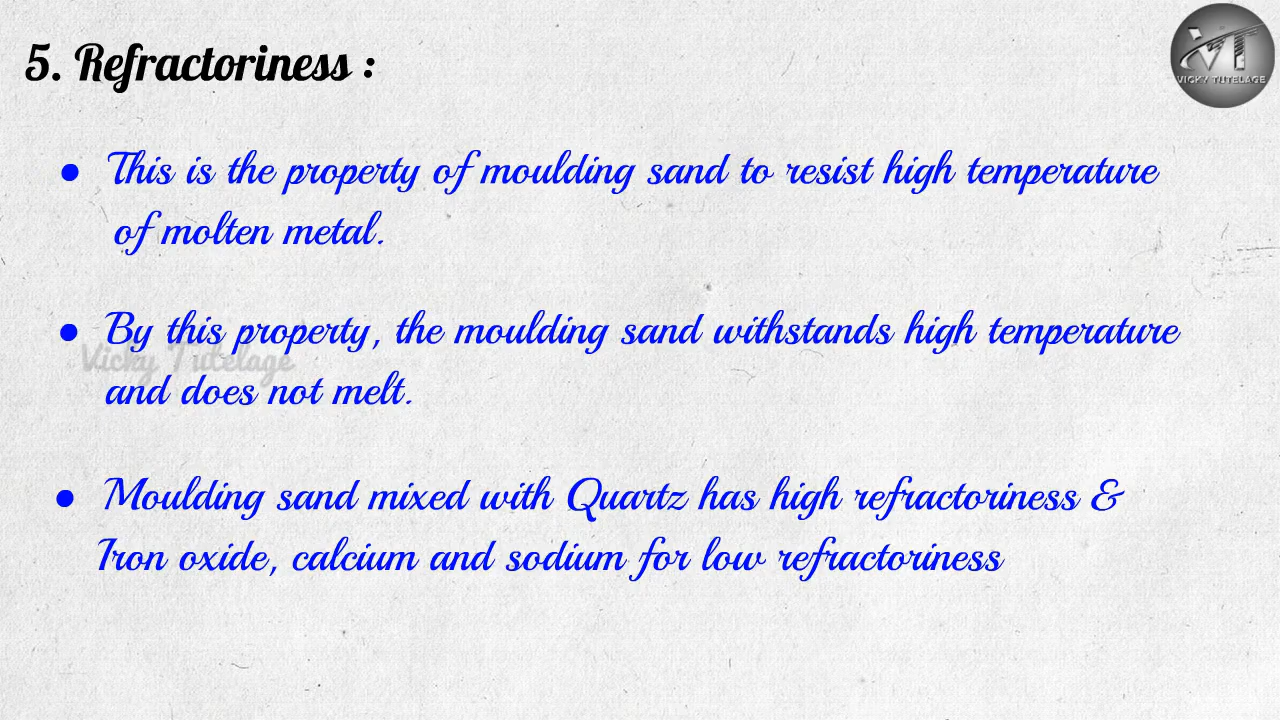 5. Refractoriness :
VT
VICKY TUTELAGE
● This is the property of moulding sand to resist high temperature
of molten metal.
● By this property, the moulding sand withstands high temperature
Vicky Tutelage
and does not melt.
● Moulding sand mixed with Quartz has high refractoriness &
Iron oxide, calcium and sodium for low refractoriness